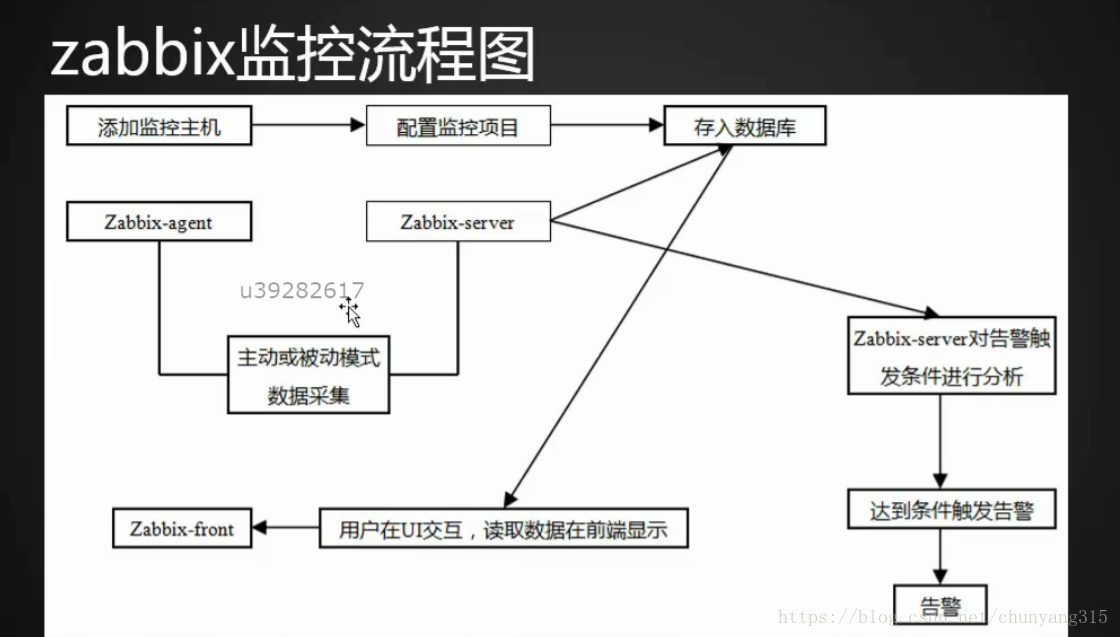 zabbix监控流程图
添加监控主机
配置监控项目
存入数据库
Zabbix-agent
Zabbix-server
u39282617
主动或被动模式
数据采集
Zabbix-server对告警触
发条件进行分析
达到条件触发告警
用户在UI交互，读取数据在前端显示
Zabbix-front
告警
https://blog.csdn.net/chunyang315